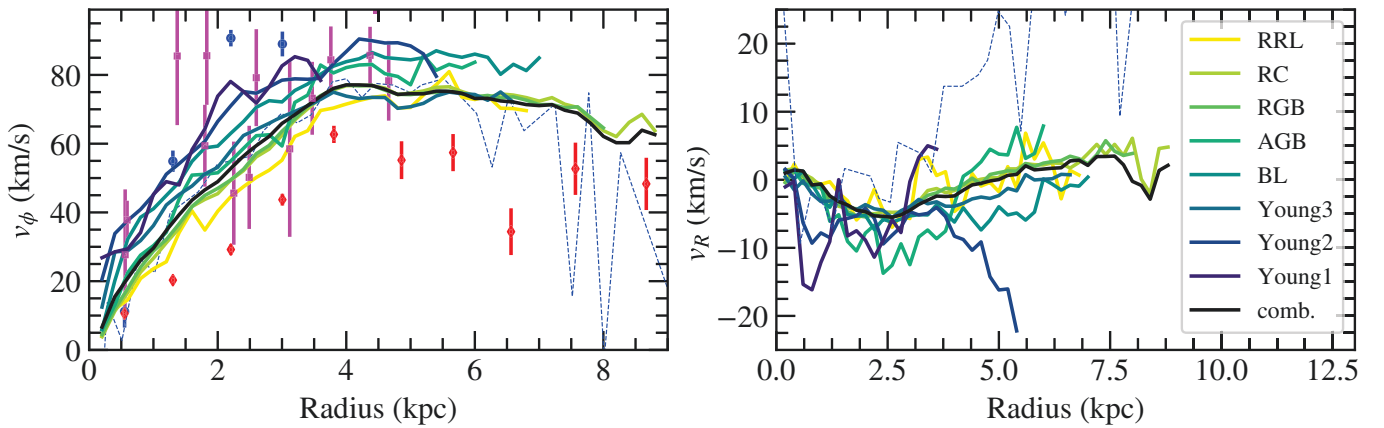 80
60
40
20
0
v_ϕ (km/s)
0 2 4 6 8
Radius (kpc)
25
20
10
0
−10
−20
v_R (km/s)
0.0 2.5 5.0 7.5 10.0 12.5
Radius (kpc)
RRL
RC
RGB
AGB
BL
Young3
Young2
Young1
comb.